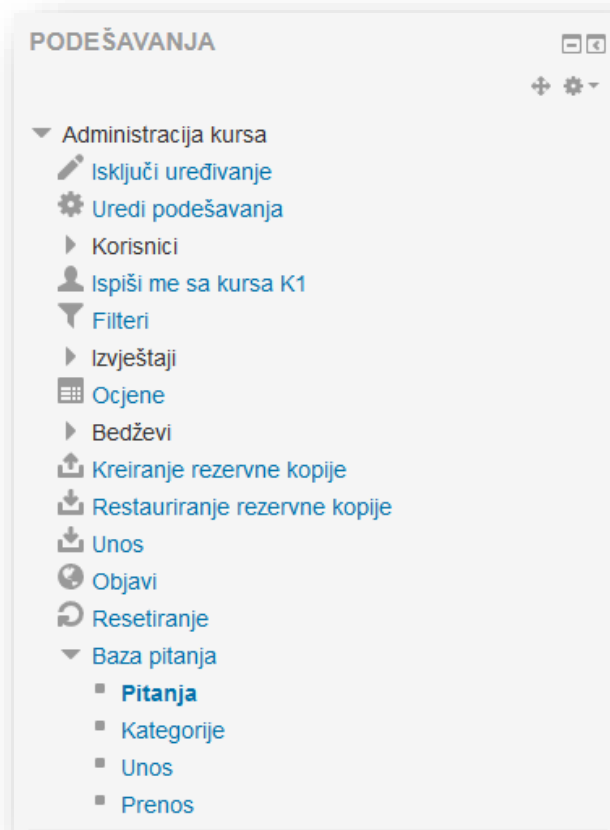 PODEŠAVANJA
Administracija kursa
Isključi uređivanje
Uredi podešavanja
Korisnici
Ispiši me sa kursa K1
Filteri
Izvještaji
Ocjene
Bedževi
Kreiranje rezervne kopije
Restauriranje rezervne kopije
Unos
Objavi
Resetiranje
Baza pitanja
Pitanja
Kategorije
Unos
Prenos